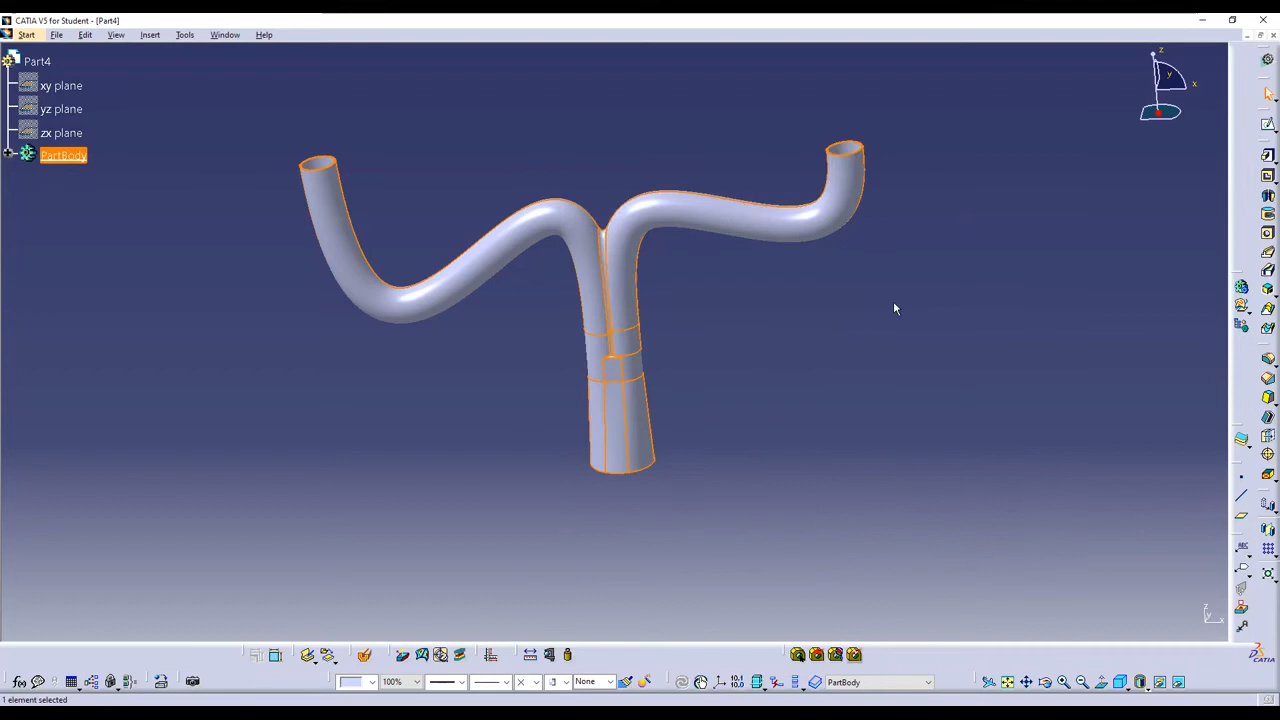 CATIA V5 for Student - [Part4]
Start File Edit View Insert Tools Window Help
Part4
xy plane
yz plane
zx plane
PartBody
z
y
x
z
y
x
100%
None
PartBody
CATIA
1 element selected